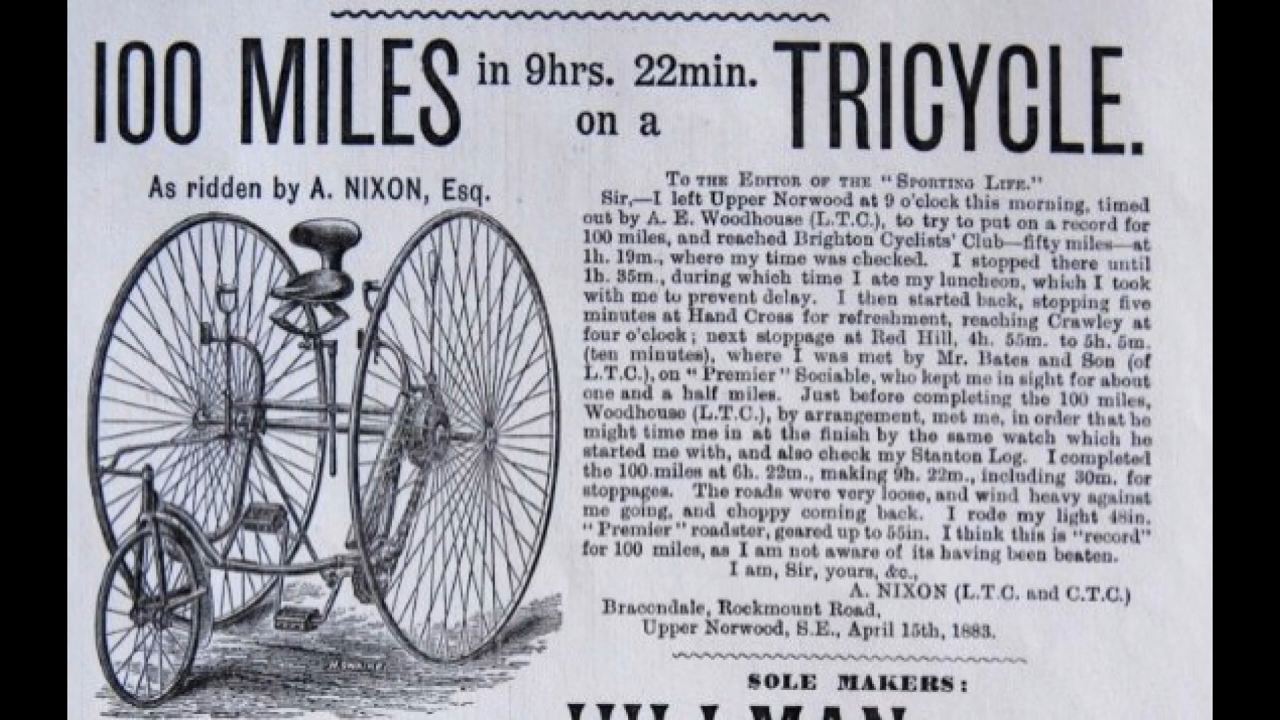 100 MILES in 9hrs. 22min. on a TRICYCLE.
As ridden by A. NIXON, Esq.
TO THE EDITOR OF THE "SPORTING LIFE."
Sir,—I left Upper Norwood at 9 o'clock this morning, timed
out by A. E. Woodhouse (L.T.C.), to try to put on a record for
100 miles, and reached Brighton Cyclists' Club—fifty miles—at
1h. 19m., where my time was checked. I stopped there until
1h. 35m., during which time I ate my luncheon, which I took
with me to prevent delay. I then started back, stopping five
minutes at Hand Cross for refreshment, reaching Crawley at
four o'clock; next stoppage at Red Hill, 4h. 55m. to 5h. 5m.
(ten minutes), where I was met by Mr. Bates and Son (of
L.T.C.), on "Premier" Sociable, who kept me in sight for about
one and a half miles. Just before completing the 100 miles,
Woodhouse (L.T.C.), by arrangement, met me, in order that he
might time me in at the finish by the same watch which he
started me with, and also check my Stanton Log. I completed
the 100 miles at 6h. 22m., making 9h. 22m., including 30m. for
stoppages. The roads were very loose, and wind heavy against
me going, and choppy coming back. I rode my light 48in.
"Premier" roadster, geared up to 55in. I think this is "record"
for 100 miles, as I am not aware of its having been beaten.
I am, Sir, yours, &c.,
A. NIXON (L.T.C. and C.T.C.)
Bracondale, Rockmount Road,
Upper Norwood, S.E., April 15th, 1883.
SOLE MAKERS:
HILLMAN